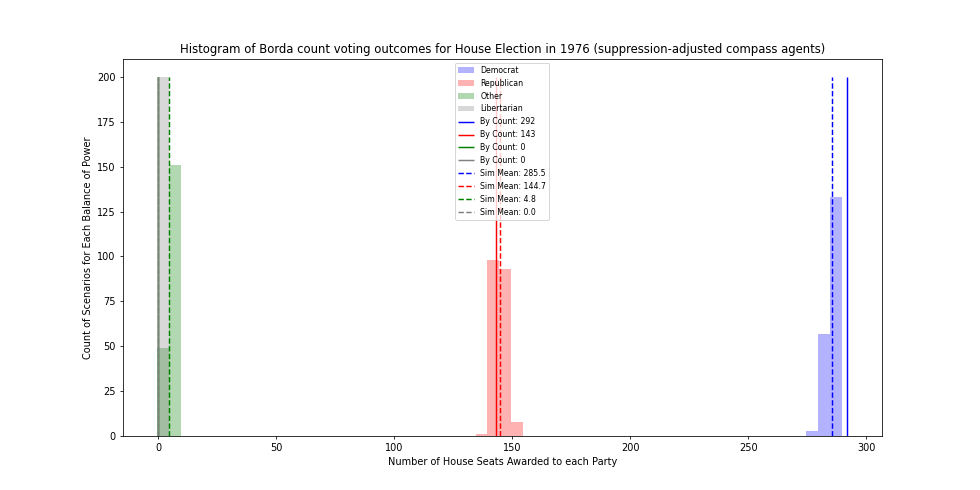 Histogram of Borda count voting outcomes for House Election in 1976 (suppression-adjusted compass agents)
Count of Scenarios for Each Balance of Power
200
175
150
125
100
75
50
25
0
Democrat
Republican
Other
Libertarian
By Count: 292
By Count: 143
By Count: 0
By Count: 0
Sim Mean: 285.5
Sim Mean: 144.7
Sim Mean: 4.8
Sim Mean: 0.0
0 50 100 150 200 250 300
Number of House Seats Awarded to each Party